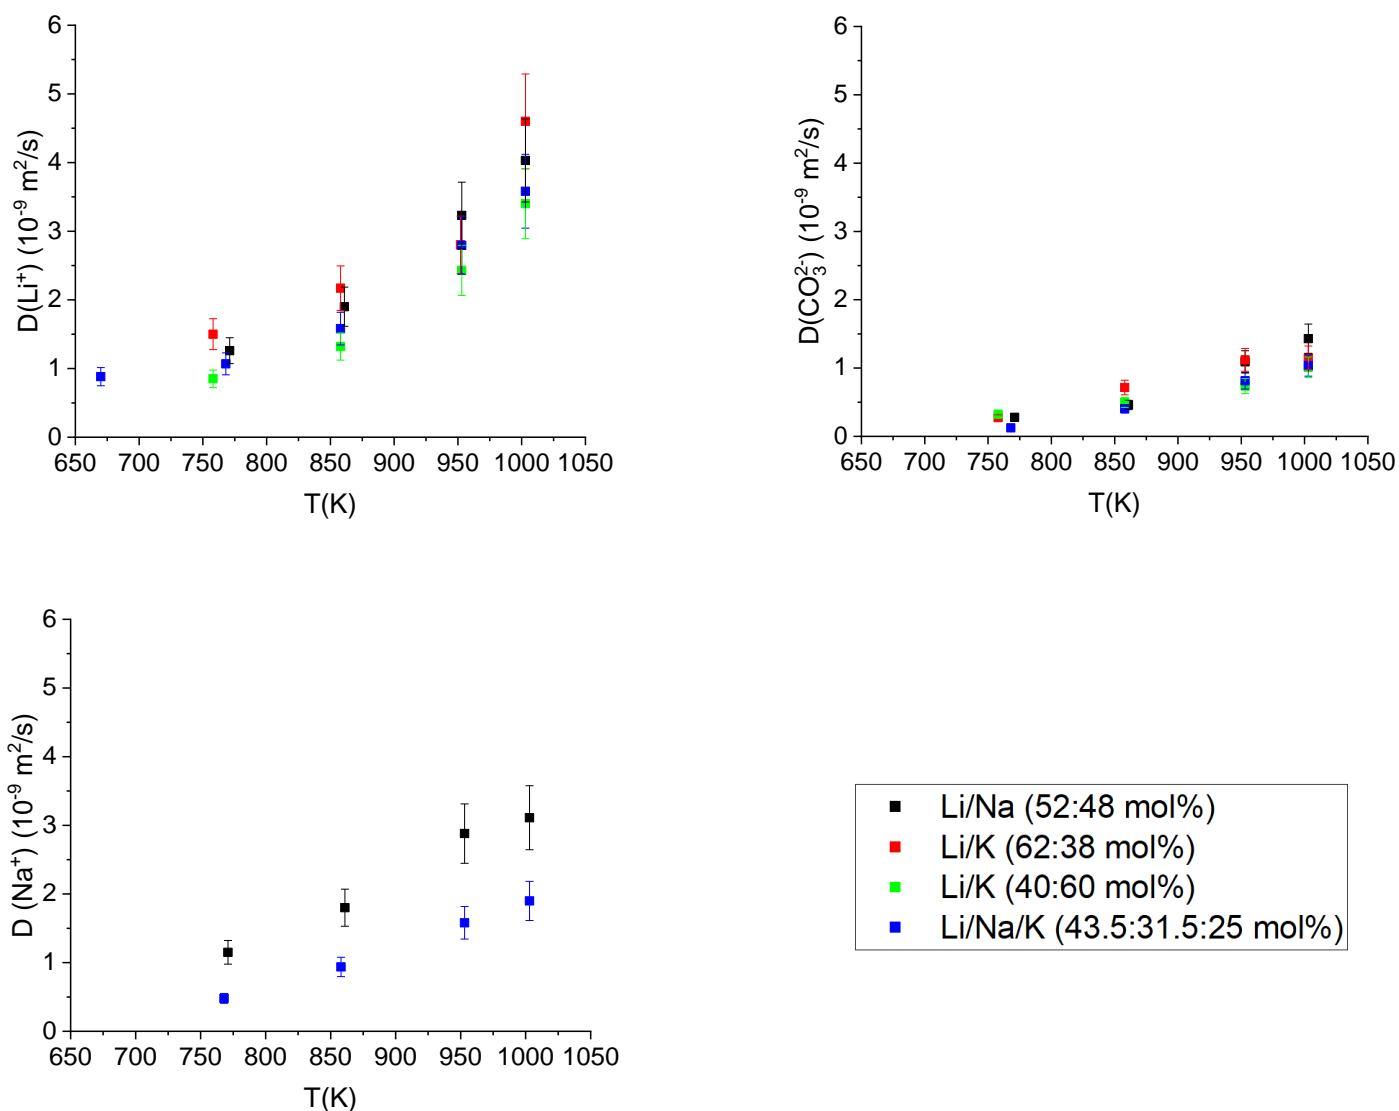 6
5
4
3
2
1
0
650 700 750 800 850 900 950 1000 1050
T(K)
D(Li⁺) (10⁻⁹ m²/s)
6
5
4
3
2
1
0
650 700 750 800 850 900 950 1000 1050
T(K)
D(CO₃²⁻) (10⁻⁹ m²/s)
6
5
4
3
2
1
0
650 700 750 800 850 900 950 1000 1050
T(K)
D (Na⁺) (10⁻⁹ m²/s)
Li/Na (52:48 mol%)
Li/K (62:38 mol%)
Li/K (40:60 mol%)
Li/Na/K (43.5:31.5:25 mol%)